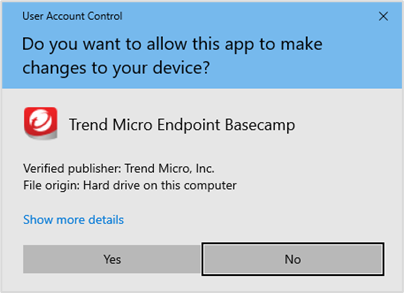 User Account Control
Do you want to allow this app to make
changes to your device?
Trend Micro Endpoint Basecamp
Verified publisher: Trend Micro, Inc.
File origin: Hard drive on this computer
Show more details
Yes
No